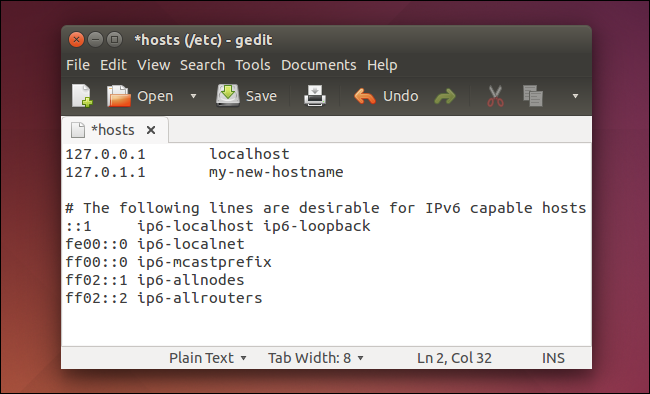 *hosts (/etc) - gedit
File Edit View Search Tools Documents Help
Open Save Undo
*hosts
127.0.0.1 localhost
127.0.1.1 my-new-hostname
# The following lines are desirable for IPv6 capable hosts
::1 ip6-localhost ip6-loopback
fe00::0 ip6-localnet
ff00::0 ip6-mcastprefix
ff02::1 ip6-allnodes
ff02::2 ip6-allrouters
Plain Text Tab Width: 8 Ln 2, Col 32 INS